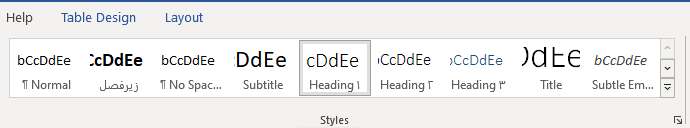 Help Table Design Layout
bCcDdEe CcDdEe bCcDdEe DdEe cDdEe CcDdEe bCcDdEe DdEe bCcDdEe
¶ Normal زیرفصل ¶ No Spac... Subtitle Heading ۱ Heading ۲ Heading ۳ Title Subtle Em...
Styles